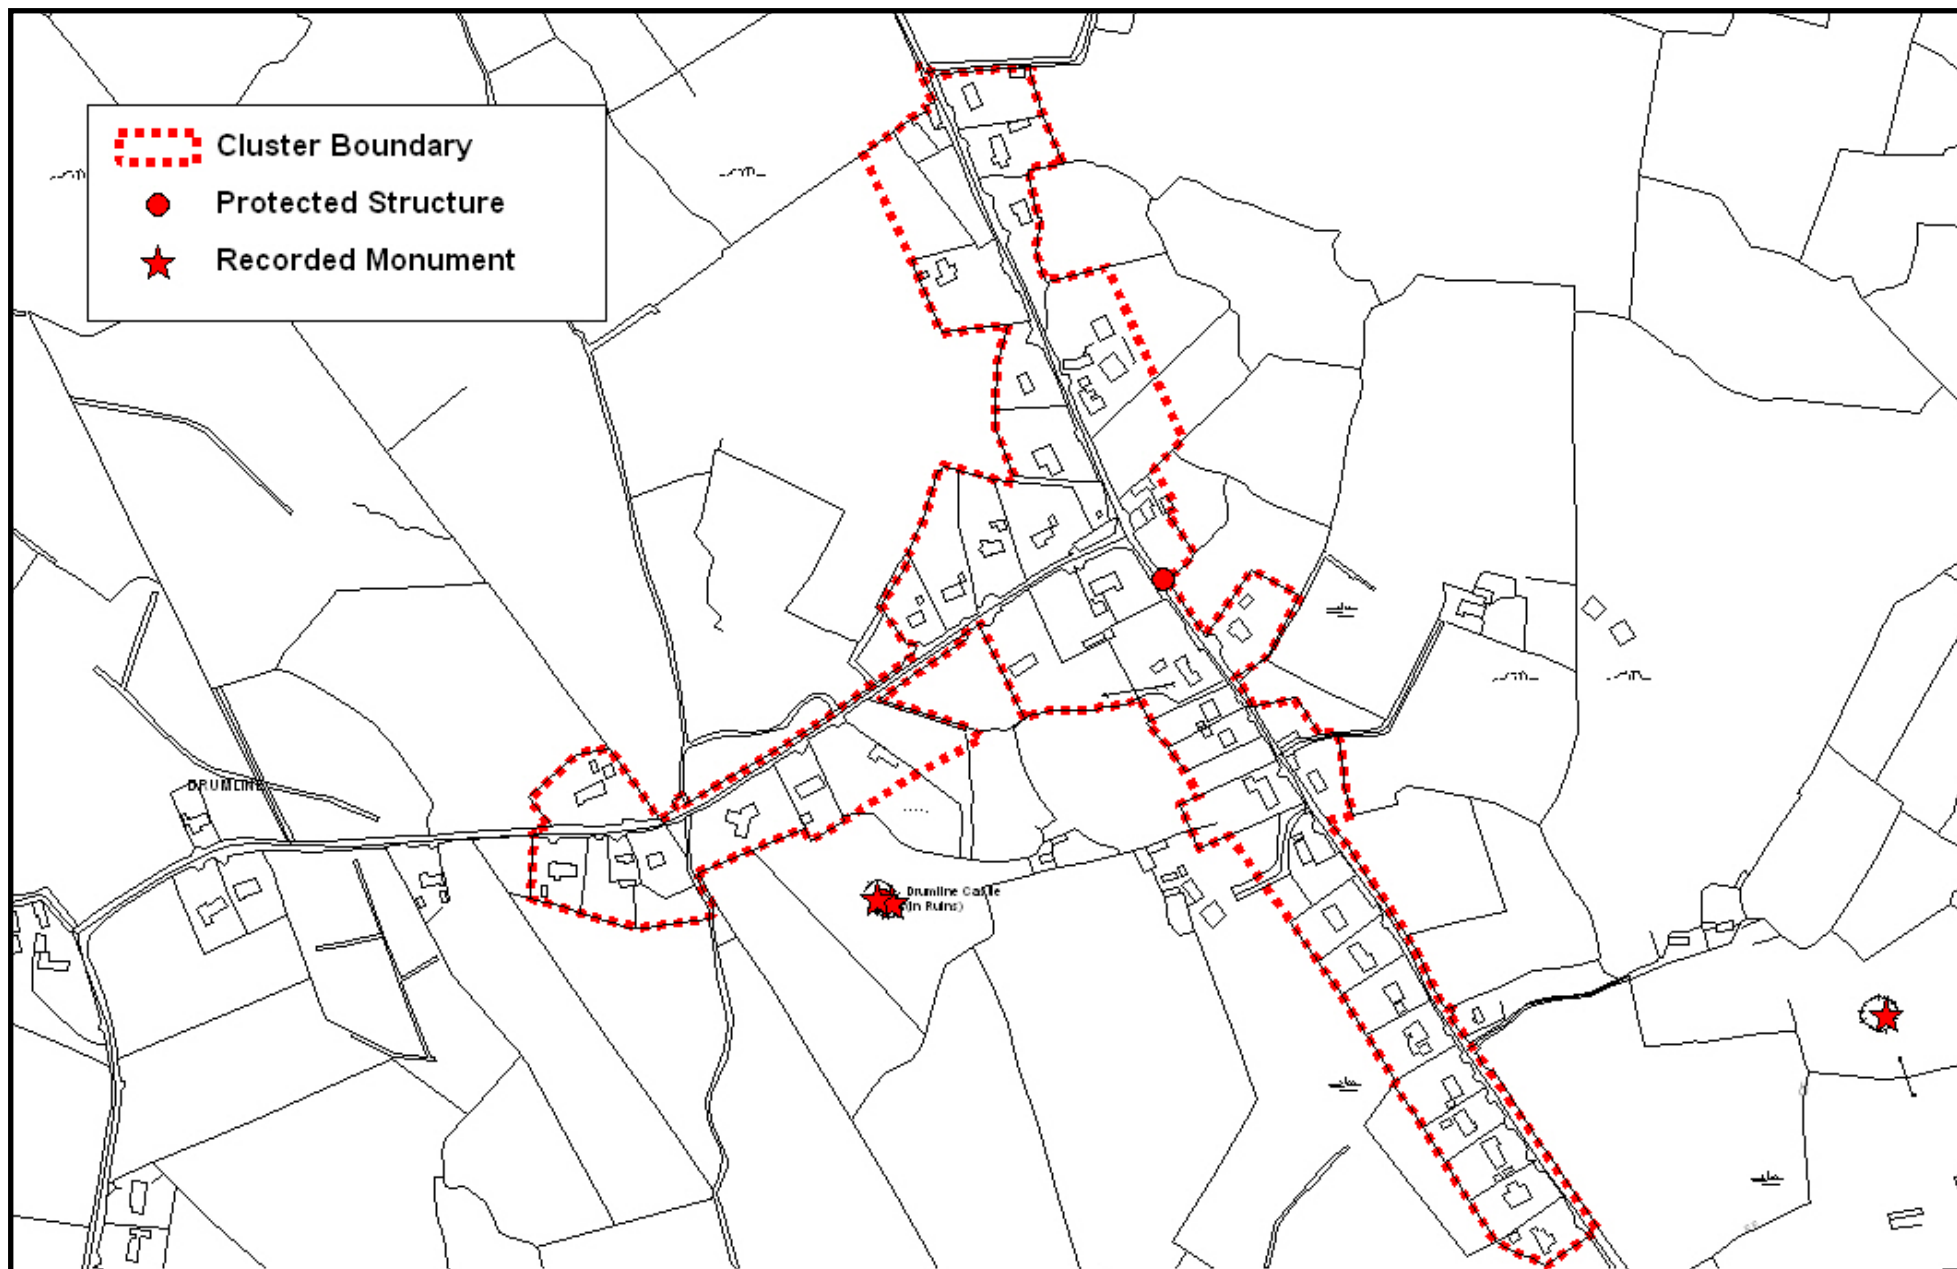 Cluster Boundary
Protected Structure
Recorded Monument
DRUMLINE
Drumline Castle
(in Ruins)